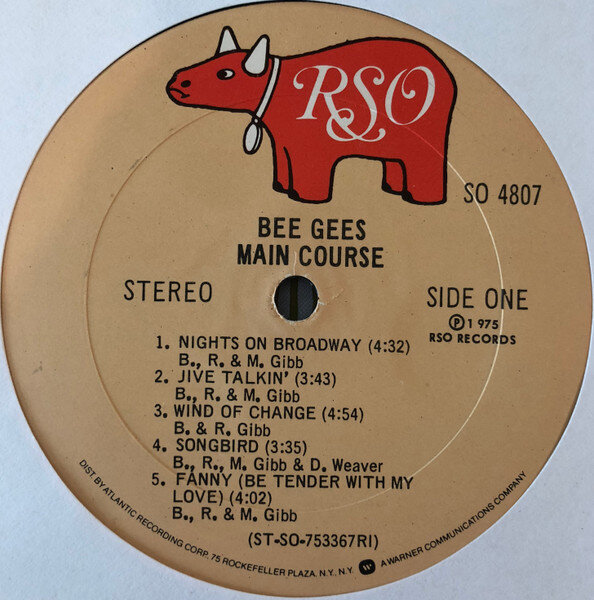 RSO
SO 4807
BEE GEES
MAIN COURSE
STEREO
SIDE ONE
Ⓟ1975
RSO RECORDS
1. NIGHTS ON BROADWAY (4:32)
B., R. & M. Gibb
2. JIVE TALKIN' (3:43)
B., R. & M. Gibb
3. WIND OF CHANGE (4:54)
B. & R. Gibb
4. SONGBIRD (3:35)
B., R., M. Gibb & D. Weaver
5. FANNY (BE TENDER WITH MY
LOVE) (4:02)
B., R. & M. Gibb
(ST-SO-753367RI)
DIST. BY ATLANTIC RECORDING CORP. 75 ROCKEFELLER PLAZA, N.Y., N.Y. W A WARNER COMMUNICATIONS COMPANY